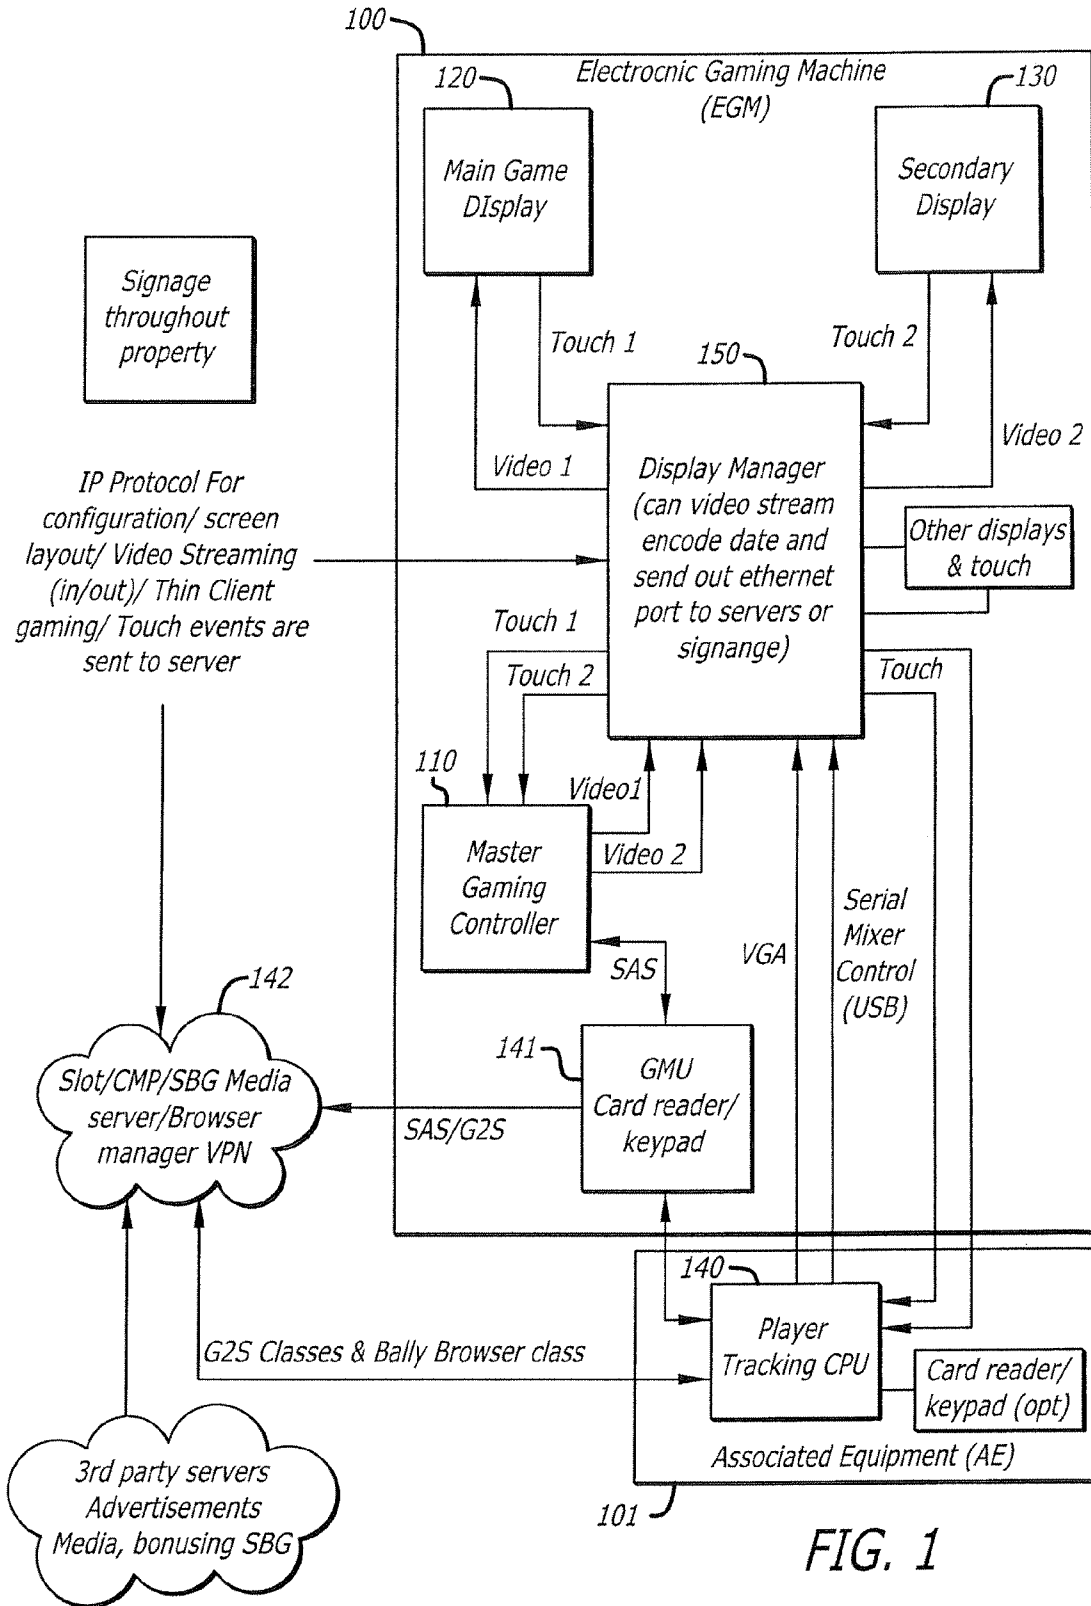 100
Electrocnic Gaming Machine
(EGM)
120
130
Main Game
DIsplay
Secondary
Display
Signage
throughout
property
Touch 1
150
Touch 2
Video 1
Video 2
IP Protocol For
configuration/ screen
layout/ Video Streaming
(in/out)/ Thin Client
gaming/ Touch events are
sent to server
Display Manager
(can video stream
encode date and
send out ethernet
port to servers or
signange)
Other displays
& touch
Touch 1
Touch 2
Touch
110
Video1
Video 2
Master
Gaming
Controller
SAS
VGA
Serial
Mixer
Control
(USB)
142
Slot/CMP/SBG Media
server/Browser
manager VPN
141
GMU
Card reader/
keypad
SAS/G2S
140
Player
Tracking CPU
G2S Classes & Bally Browser class
Card reader/
keypad (opt)
Associated Equipment (AE)
3rd party servers
Advertisements
Media, bonusing SBG
101
FIG. 1